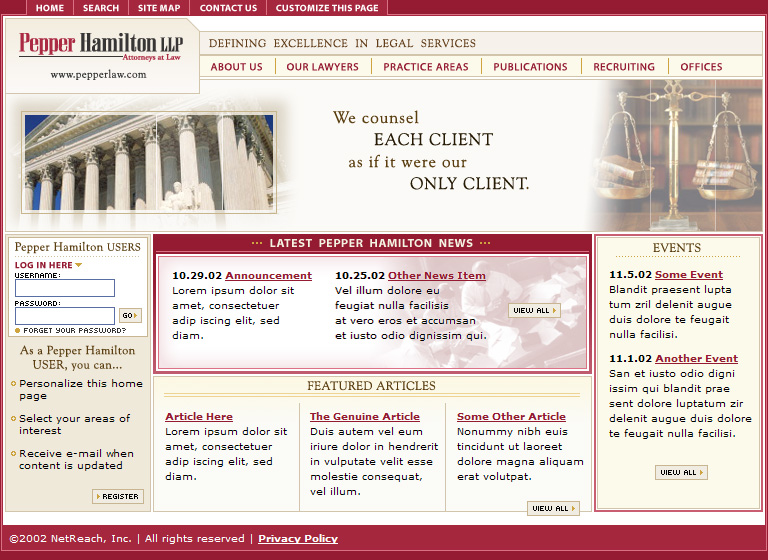 HOME SEARCH SITE MAP CONTACT US CUSTOMIZE THIS PAGE
Pepper Hamilton LLP
Attorneys at Law
www.pepperlaw.com
DEFINING EXCELLENCE IN LEGAL SERVICES
ABOUT US OUR LAWYERS PRACTICE AREAS PUBLICATIONS RECRUITING OFFICES
We counsel
EACH CLIENT
as if it were our
ONLY CLIENT.
Pepper Hamilton USERS
LOG IN HERE
USERNAME:
PASSWORD:
GO
FORGET YOUR PASSWORD?
As a Pepper Hamilton
USER, you can...
Personalize this home
page
Select your areas of
interest
Receive e-mail when
content is updated
REGISTER
LATEST PEPPER HAMILTON NEWS
10.29.02 Announcement
Lorem ipsum dolor sit
amet, consectetuer
adip iscing elit, sed
diam.
10.25.02 Other News Item
Vel illum dolore eu
feugiat nulla facilisis
at vero eros et accumsan
et iusto odio dignissim qui.
VIEW ALL
FEATURED ARTICLES
Article Here
Lorem ipsum dolor sit
amet, consectetuer
adip iscing elit, sed
diam.
The Genuine Article
Duis autem vel eum
iriure dolor in hendrerit
in vulputate velit esse
molestie consequat,
vel illum.
Some Other Article
Nonummy nibh euis
tincidunt ut laoreet
dolore magna aliquam
erat volutpat.
VIEW ALL
EVENTS
11.5.02 Some Event
Blandit praesent lupta
tum zril delenit augue
duis dolore te feugait
nulla facilisi.
11.1.02 Another Event
San et iusto odio digni
issim qui blandit prae
sent dolore luptatum zir
delenit augue duis dolore
te feugait nulla facilisi.
VIEW ALL
©2002 NetReach, Inc. | All rights reserved | Privacy Policy